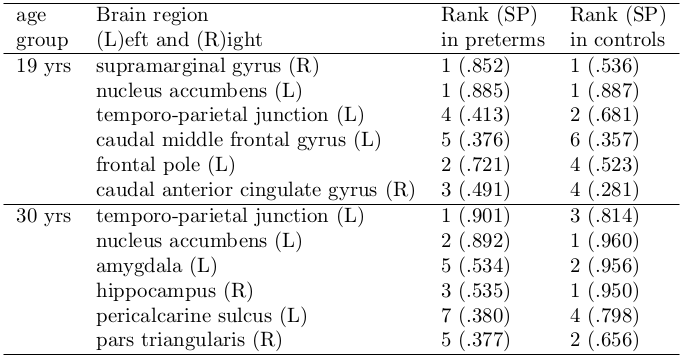 age Brain region Rank (SP) Rank (SP)
group (L)eft and (R)ight in preterms in controls
19 yrs supramarginal gyrus (R) 1 (.852) 1 (.536)
nucleus accumbens (L) 1 (.885) 1 (.887)
temporo-parietal junction (L) 4 (.413) 2 (.681)
caudal middle frontal gyrus (L) 5 (.376) 6 (.357)
frontal pole (L) 2 (.721) 4 (.523)
caudal anterior cingulate gyrus (R) 3 (.491) 4 (.281)
30 yrs temporo-parietal junction (L) 1 (.901) 3 (.814)
nucleus accumbens (L) 2 (.892) 1 (.960)
amygdala (L) 5 (.534) 2 (.956)
hippocampus (R) 3 (.535) 1 (.950)
pericalcarine sulcus (L) 7 (.380) 4 (.798)
pars triangularis (R) 5 (.377) 2 (.656)